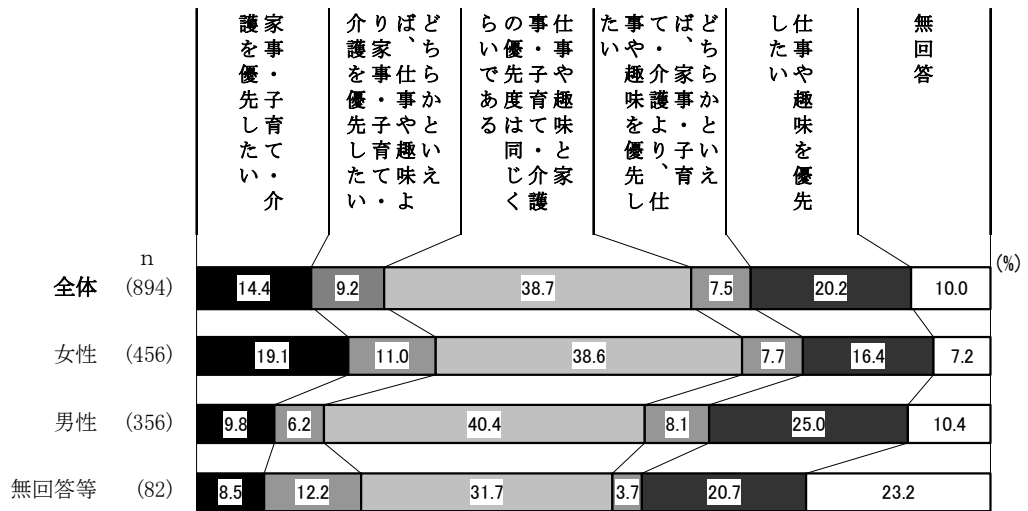 家事・子育て・介
護を優先したい
どちらかといえ
ば、仕事や趣味よ
り家事・子育て・
介護を優先したい
仕事や趣味と家
事・子育て・介護
の優先度は同じく
らいである
どちらかといえ
ば、家事・子育
て・介護より、仕
事や趣味を優先し
たい
仕事や趣味を優先
したい
無回答
n
(%)
全体 (894) 14.4 9.2 38.7 7.5 20.2 10.0
女性 (456) 19.1 11.0 38.6 7.7 16.4 7.2
男性 (356) 9.8 6.2 40.4 8.1 25.0 10.4
無回答等 (82) 8.5 12.2 31.7 3.7 20.7 23.2